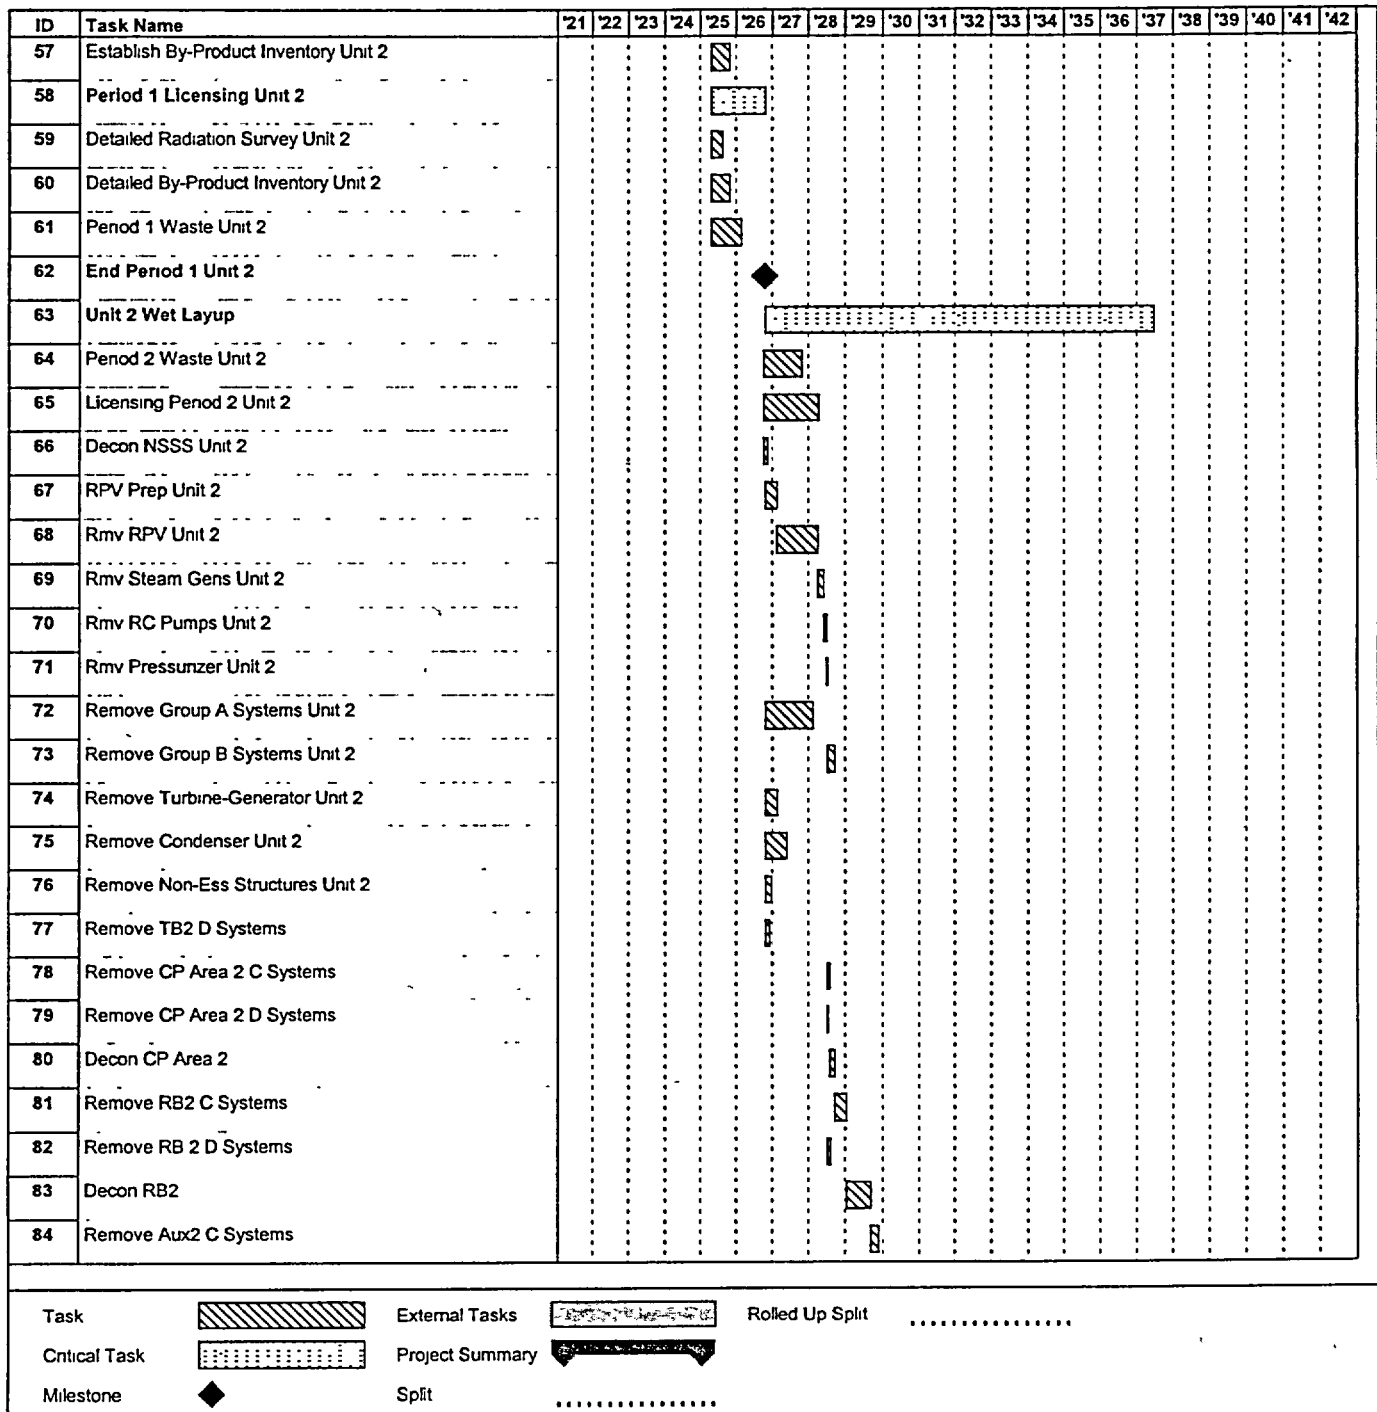 ID Task Name '21 '22 '23 '24 '25 '26 '27 '28 '29 '30 '31 '32 '33 '34 '35 '36 '37 '38 '39 '40 '41 '42
57 Establish By-Product Inventory Unit 2
58 Period 1 Licensing Unit 2
59 Detailed Radiation Survey Unit 2
60 Detailed By-Product Inventory Unit 2
61 Period 1 Waste Unit 2
62 End Period 1 Unit 2
63 Unit 2 Wet Layup
64 Period 2 Waste Unit 2
65 Licensing Period 2 Unit 2
66 Decon NSSS Unit 2
67 RPV Prep Unit 2
68 Rmv RPV Unit 2
69 Rmv Steam Gens Unit 2
70 Rmv RC Pumps Unit 2
71 Rmv Pressurizer Unit 2
72 Remove Group A Systems Unit 2
73 Remove Group B Systems Unit 2
74 Remove Turbine-Generator Unit 2
75 Remove Condenser Unit 2
76 Remove Non-Ess Structures Unit 2
77 Remove TB2 D Systems
78 Remove CP Area 2 C Systems
79 Remove CP Area 2 D Systems
80 Decon CP Area 2
81 Remove RB2 C Systems
82 Remove RB 2 D Systems
83 Decon RB2
84 Remove Aux2 C Systems
Task External Tasks Rolled Up Split
Critical Task Project Summary
Milestone Split